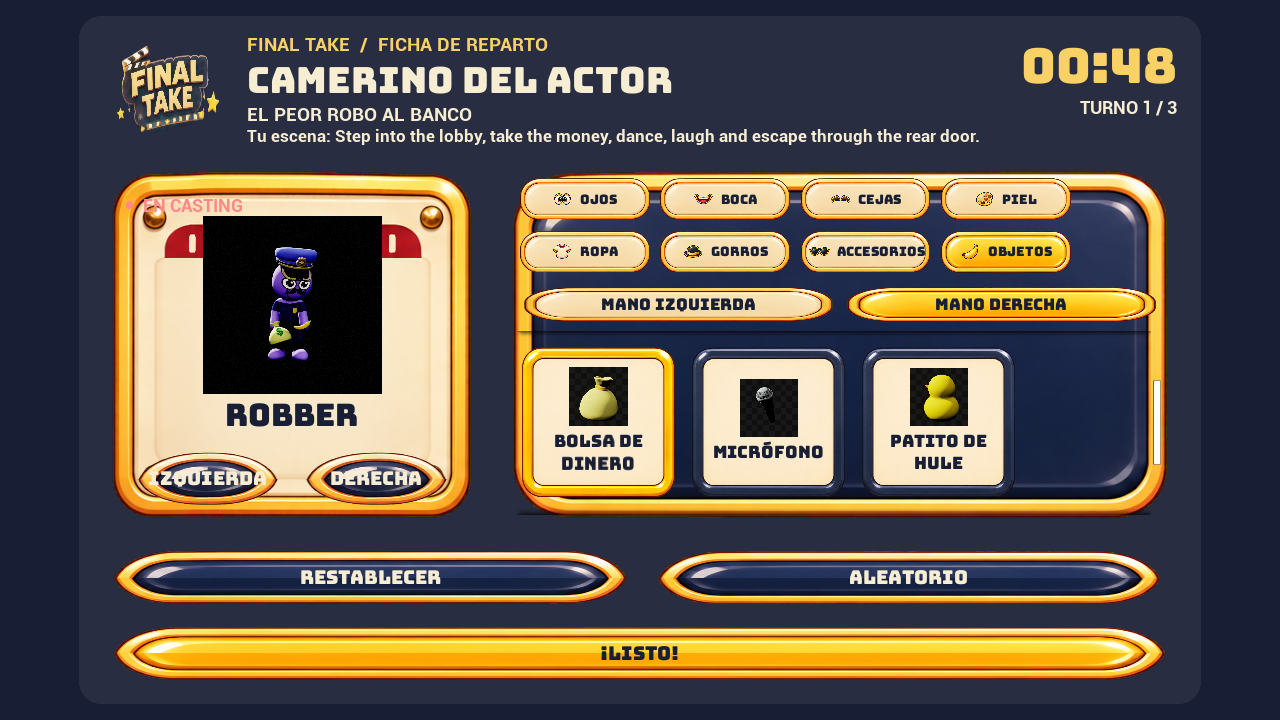 FINAL TAKE
FINAL TAKE / FICHA DE REPARTO
CAMERINO DEL ACTOR
EL PEOR ROBO AL BANCO
Tu escena: Step into the lobby, take the money, dance, laugh and escape through the rear door.
00:48
TURNO 1 / 3
EN CASTING
ROBBER
IZQUIERDA
DERECHA
OJOS
BOCA
CEJAS
PIEL
ROPA
GORROS
ACCESORIOS
OBJETOS
MANO IZQUIERDA
MANO DERECHA
BOLSA DE
DINERO
MICRÓFONO
PATITO DE
HULE
RESTABLECER
ALEATORIO
¡LISTO!